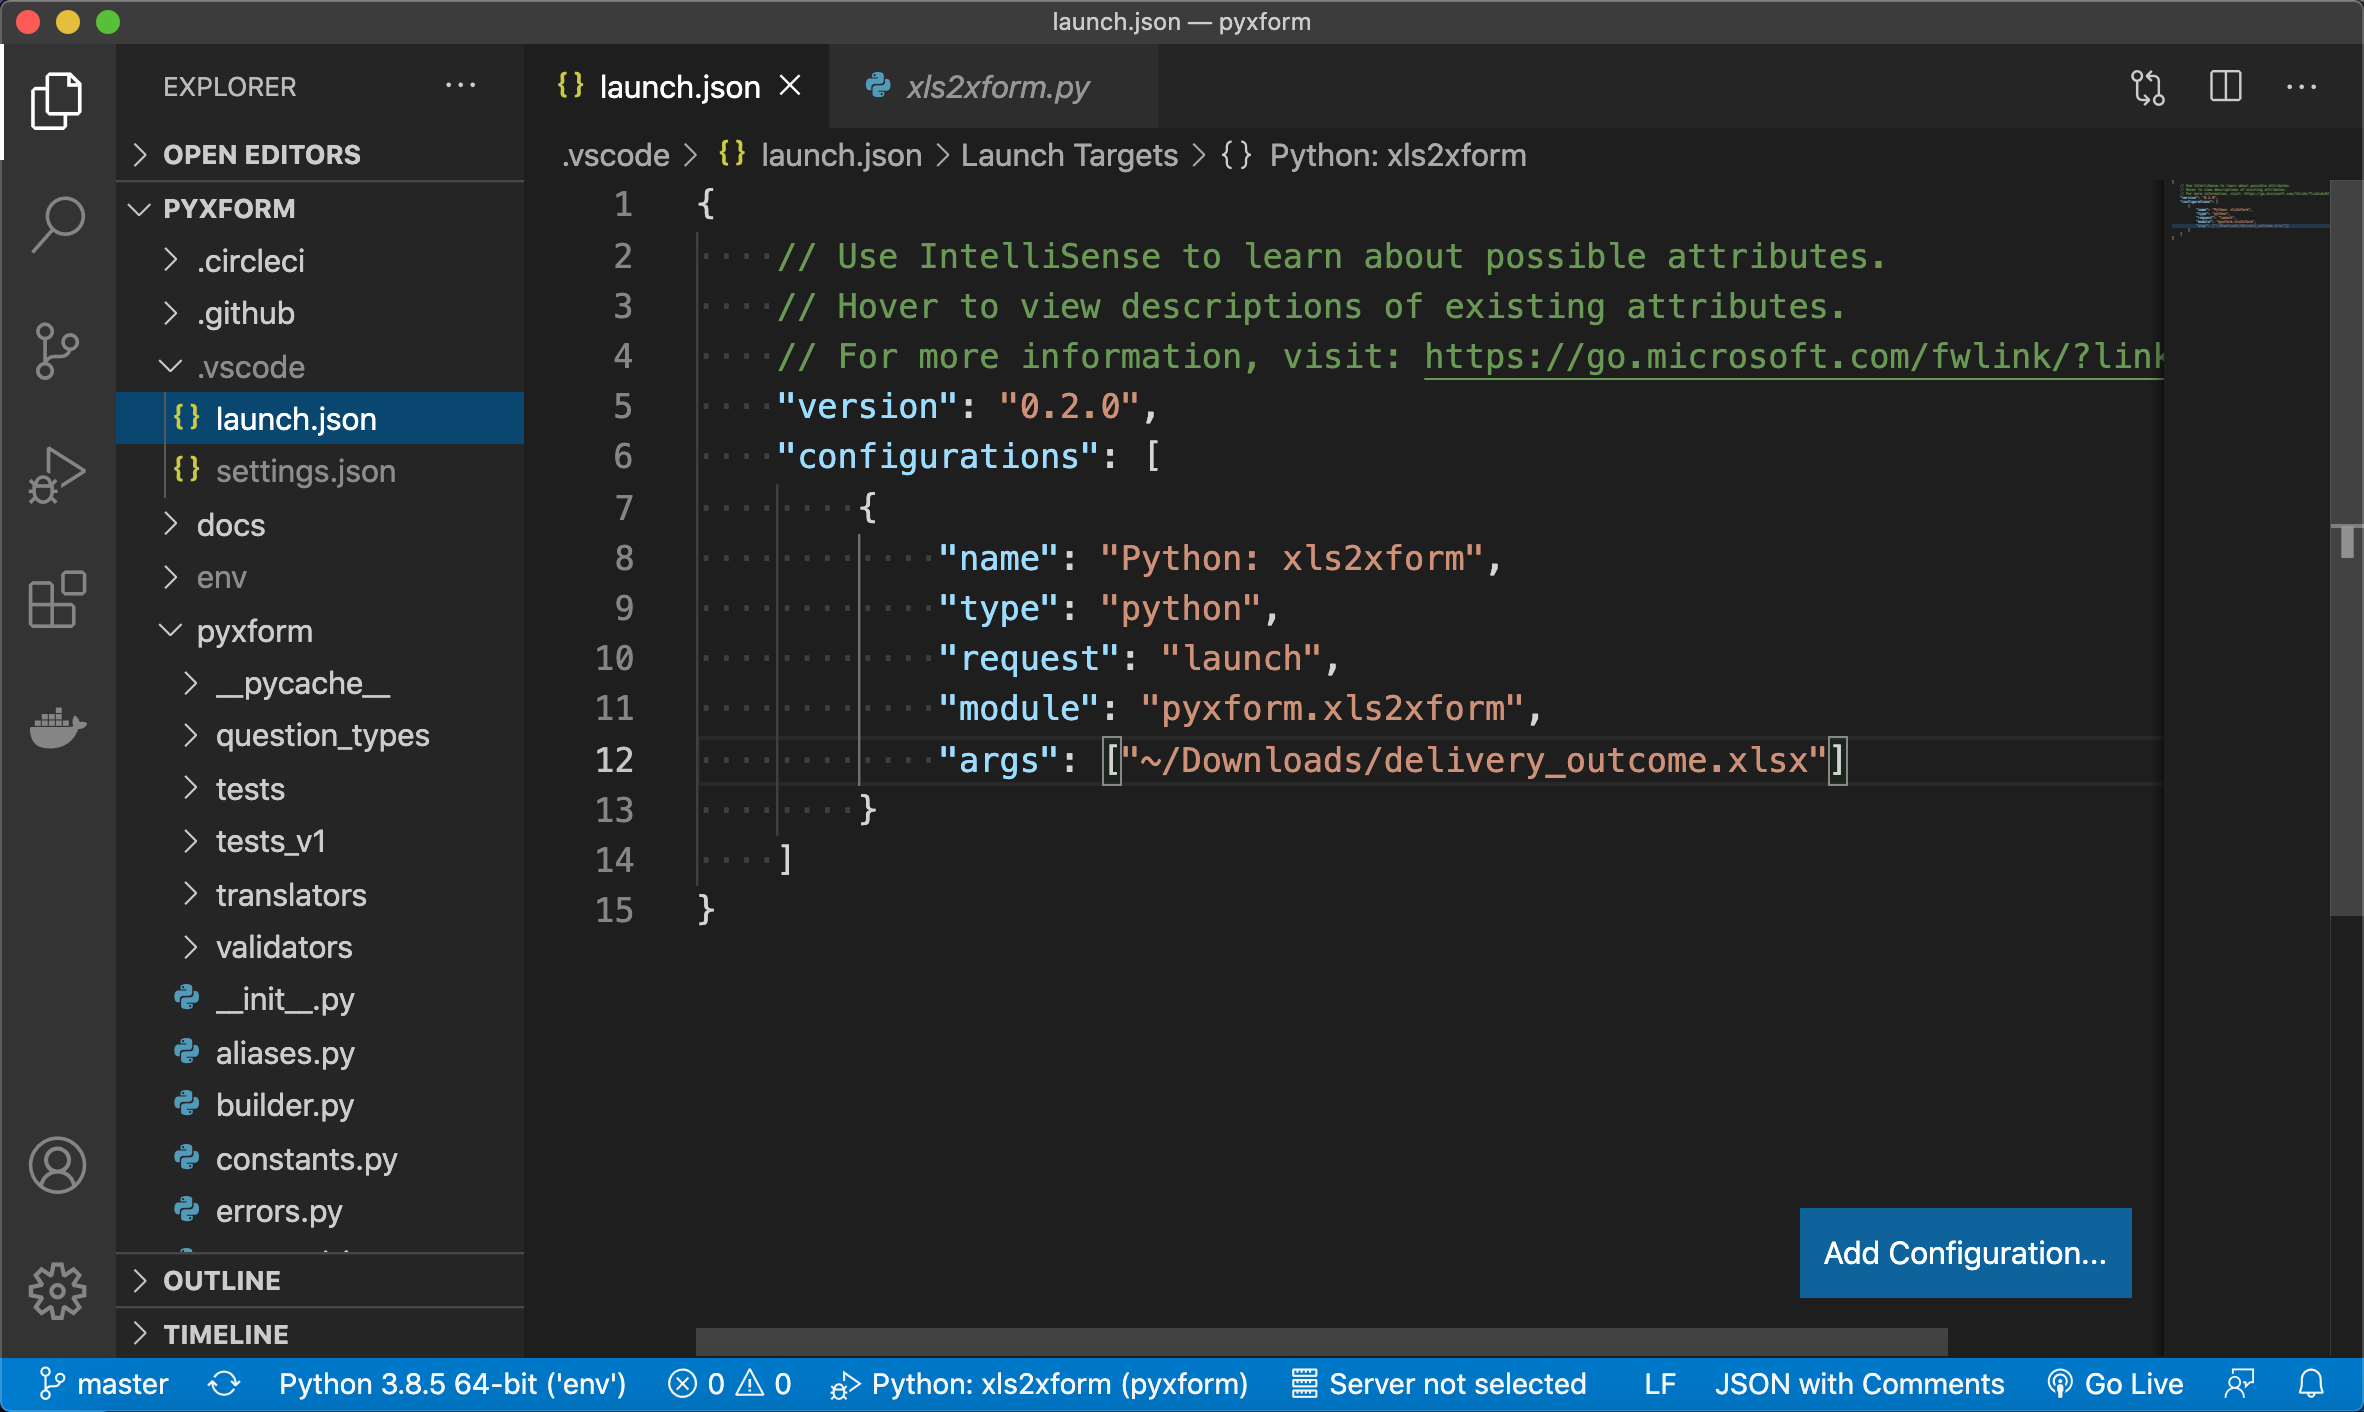 launch.json — pyxform
EXPLORER
OPEN EDITORS
PYXFORM
.circleci
.github
.vscode
{} launch.json
{} settings.json
docs
env
pyxform
__pycache__
question_types
tests
tests_v1
translators
validators
__init__.py
aliases.py
builder.py
constants.py
errors.py
OUTLINE
TIMELINE
{} launch.json
xls2xform.py
.vscode > {} launch.json > Launch Targets > {} Python: xls2xform
1 {
2 // Use IntelliSense to learn about possible attributes.
3 // Hover to view descriptions of existing attributes.
4 // For more information, visit: https://go.microsoft.com/fwlink/?link
5 "version": "0.2.0",
6 "configurations": [
7 {
8 "name": "Python: xls2xform",
9 "type": "python",
10 "request": "launch",
11 "module": "pyxform.xls2xform",
12 "args": ["~/Downloads/delivery_outcome.xlsx"]
13 }
14 ]
15 }
Add Configuration...
master Python 3.8.5 64-bit ('env') 0 0 Python: xls2xform (pyxform) Server not selected LF JSON with Comments Go Live